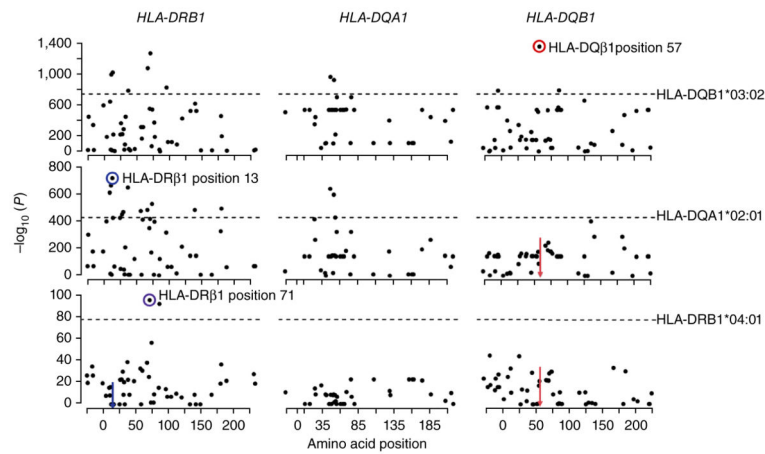 HLA-DRB1 HLA-DQA1 HLA-DQB1
1,400
1,000
600
200
0
HLA-DQβ1position 57
HLA-DQB1*03:02
–log10 (P)
800
600
400
200
0
HLA-DRβ1 position 13
HLA-DQA1*02:01
100
80
60
40
20
0
HLA-DRβ1 position 71
HLA-DRB1*04:01
0 50 100 150 200 0 35 85 135 185 0 50 100 150 200
Amino acid position